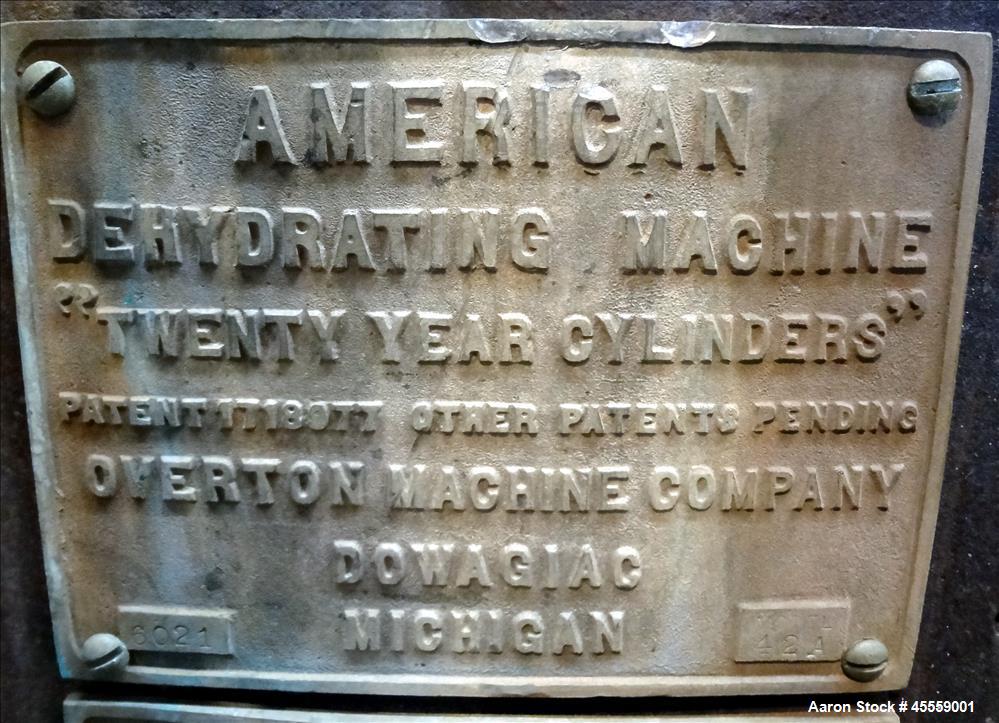 AMERICAN
DEHYDRATING MACHINE
"TWENTY YEAR CYLINDERS"
PATENT 1718077 OTHER PATENTS PENDING
OVERTON MACHINE COMPANY
DOWAGIAC
MICHIGAN
6021
42A
Aaron Stock # 45559001